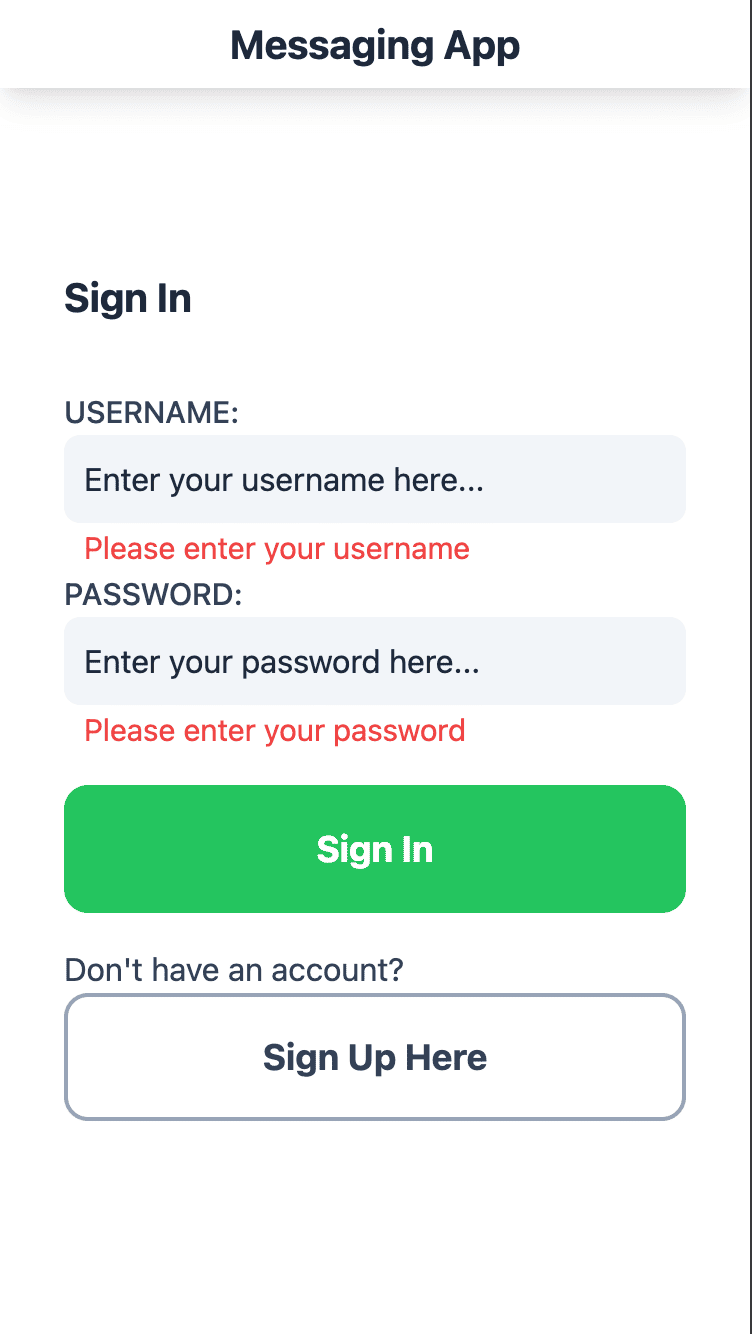 Messaging App
Sign In
USERNAME:
Enter your username here...
Please enter your username
PASSWORD:
Enter your password here...
Please enter your password
Sign In
Don't have an account?
Sign Up Here